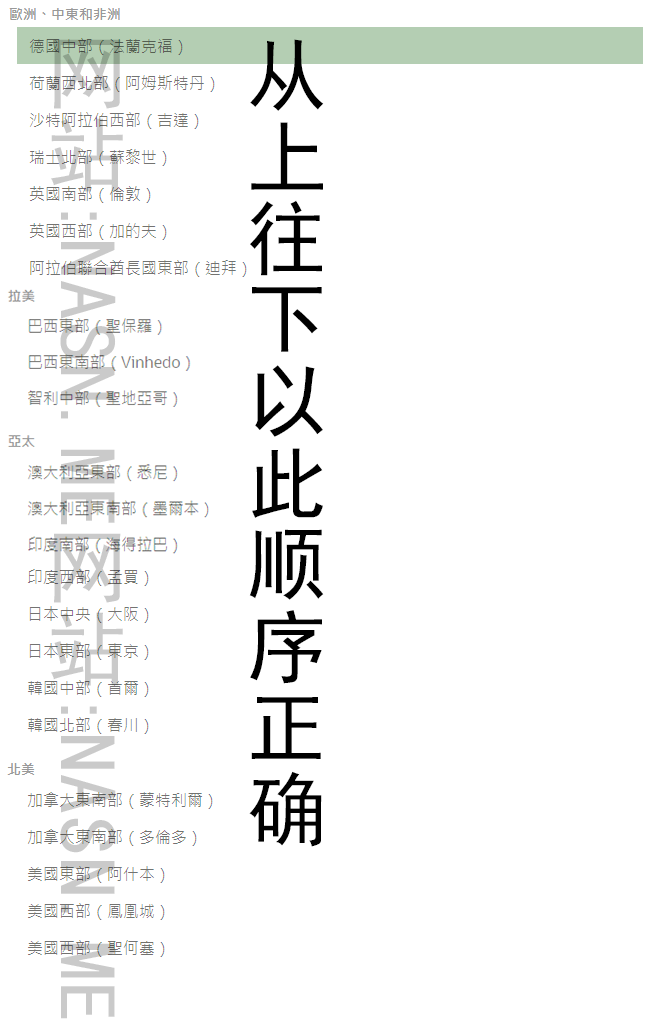 歐洲、中東和非洲
德國中部（法蘭克福）
荷蘭西北部（阿姆斯特丹）
沙特阿拉伯西部（吉達）
瑞士北部（蘇黎世）
英國南部（倫敦）
英國西部（加的夫）
阿拉伯聯合酋長國東部（迪拜）
拉美
巴西東部（聖保羅）
巴西東南部（Vinhedo）
智利中部（聖地亞哥）
亞太
澳大利亞東部（悉尼）
澳大利亞東南部（墨爾本）
印度南部（海得拉巴）
印度西部（孟買）
日本中央（大阪）
日本東部（東京）
韓國中部（首爾）
韓國北部（春川）
北美
加拿大東南部（蒙特利爾）
加拿大東南部（多倫多）
美國東部（阿什本）
美國西部（鳳凰城）
美國西部（聖何塞）
从上往下以此顺序正确
网站:NASN.NE网站:NASN.ME